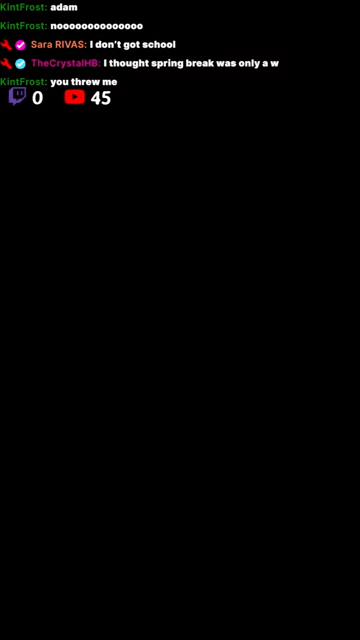 KintFrost: adam
KintFrost: noooooooooooooo
Sara RIVAS: I don't got school
TheCrystalHB: I thought spring break was only a w
KintFrost: you threw me
0 45